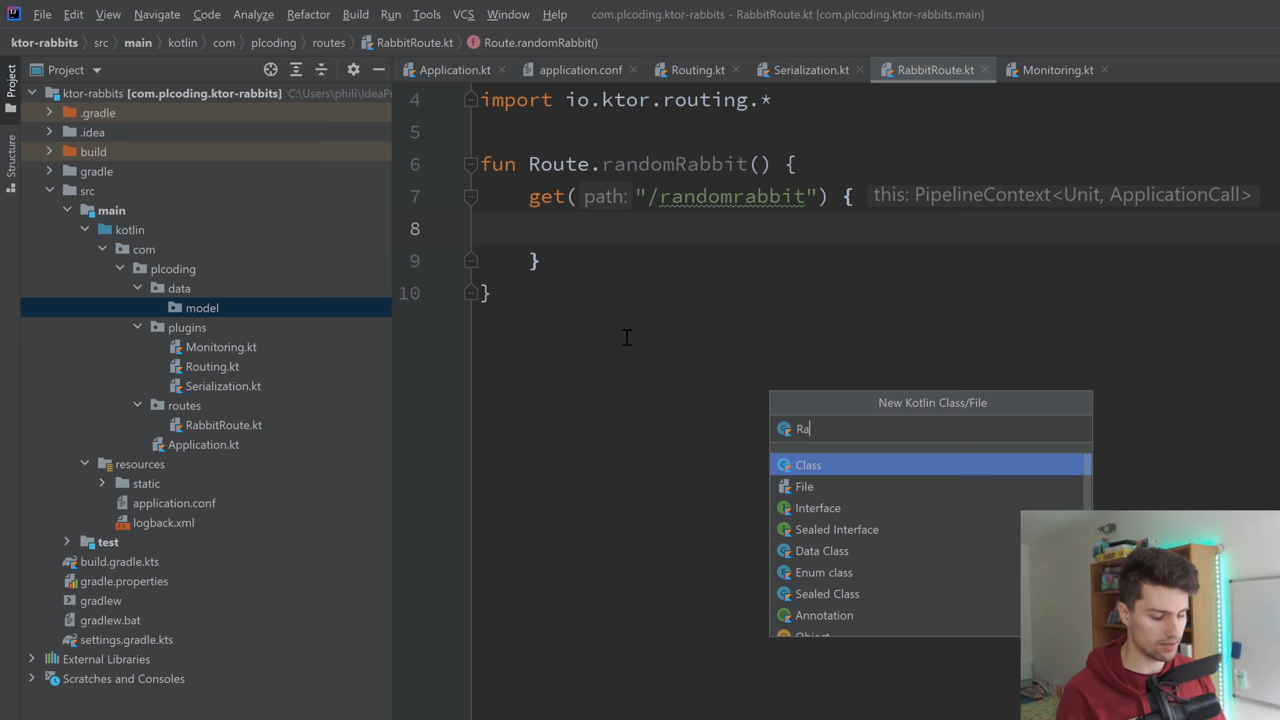 File Edit View Navigate Code Analyze Refactor Build Run Tools VCS Window Help com.plcoding.ktor-rabbits - RabbitRoute.kt [com.plcoding.ktor-rabbits.main]
ktor-rabbits src main kotlin com plcoding routes RabbitRoute.kt Route.randomRabbit()
Project
Structure
Project
Application.kt application.conf Routing.kt Serialization.kt RabbitRoute.kt Monitoring.kt
ktor-rabbits [com.plcoding.ktor-rabbits] C:\Users\phili\IdeaP
.gradle
.idea
build
gradle
src
main
kotlin
com
plcoding
data
model
plugins
Monitoring.kt
Routing.kt
Serialization.kt
routes
RabbitRoute.kt
Application.kt
resources
static
application.conf
logback.xml
test
build.gradle.kts
gradle.properties
gradlew
gradlew.bat
settings.gradle.kts
External Libraries
Scratches and Consoles
4 import io.ktor.routing.*
5
6 fun Route.randomRabbit() {
7 get( path: "/randomrabbit") { this: PipelineContext<Unit, ApplicationCall>
8
9 }
10 }
New Kotlin Class/File
Ra
Class
File
Interface
Sealed Interface
Data Class
Enum class
Sealed Class
Annotation
Object